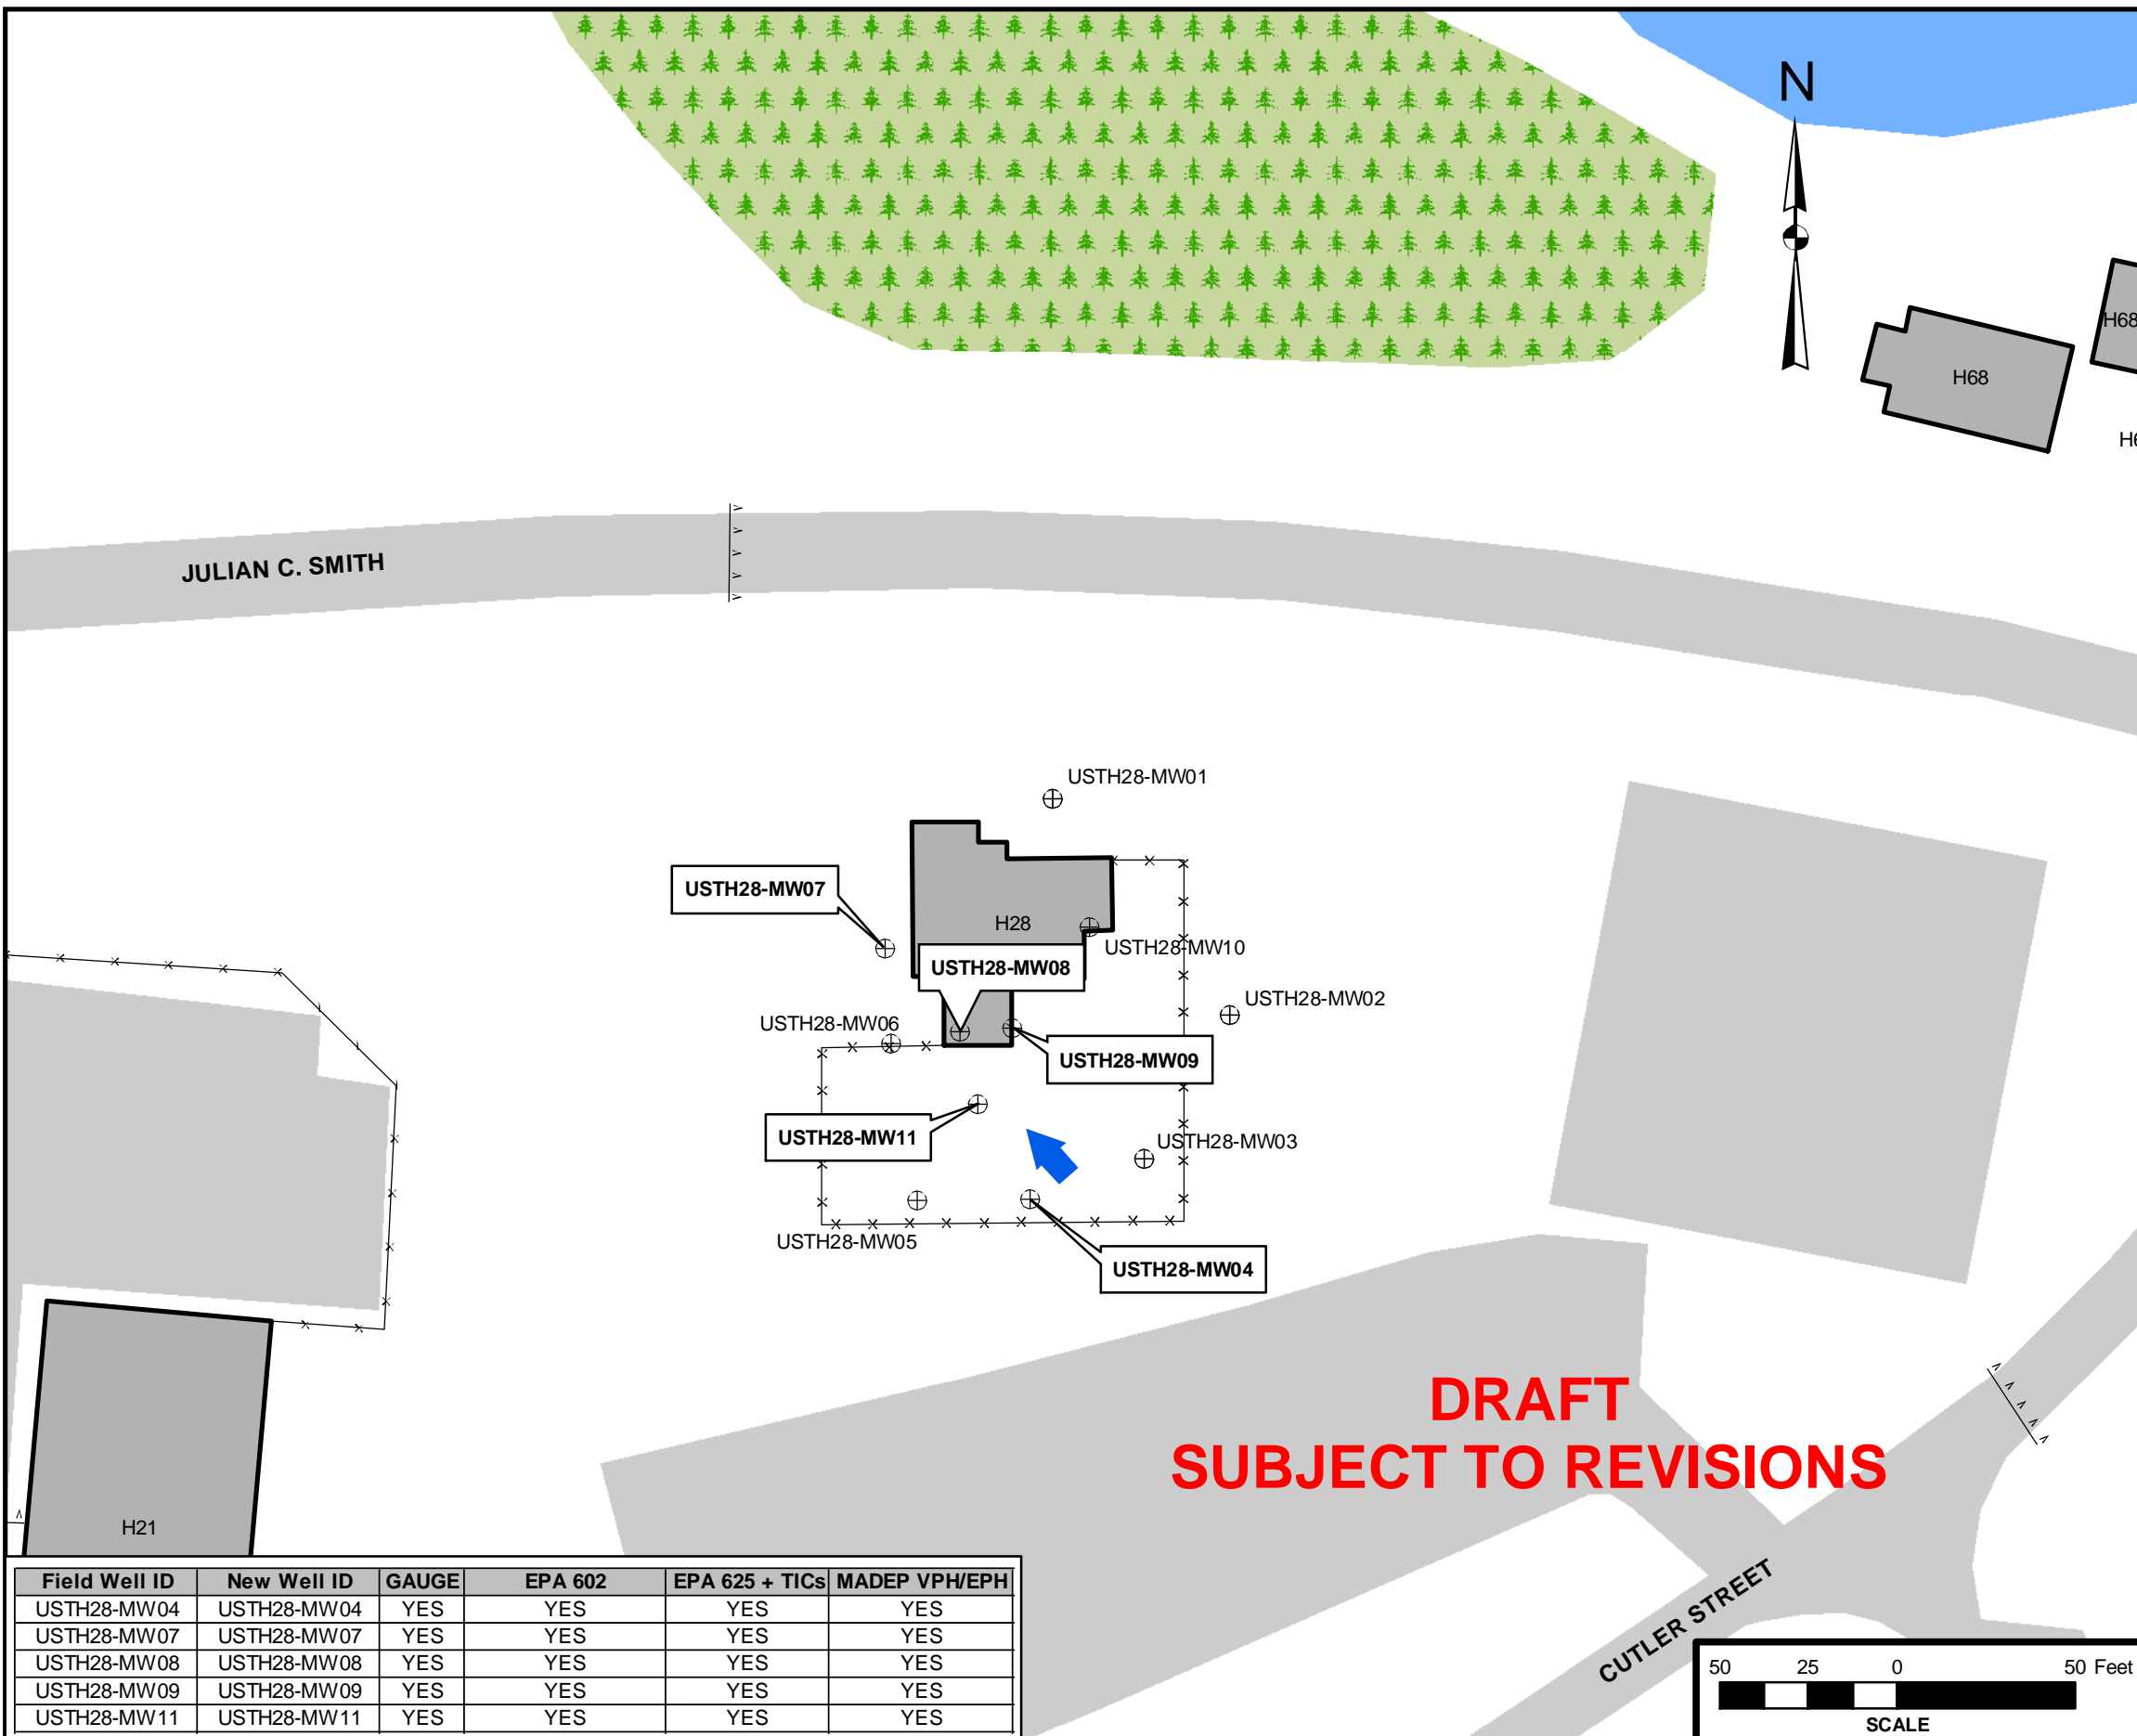 N
H68
H68
JULIAN C. SMITH
USTH28-MW01
USTH28-MW07
H28
USTH28-MW10
USTH28-MW08
USTH28-MW02
USTH28-MW06
USTH28-MW09
USTH28-MW11
USTH28-MW03
USTH28-MW05
USTH28-MW04
DRAFT
SUBJECT TO REVISIONS
H21
CUTLER STREET
Field Well ID New Well ID GAUGE EPA 602 EPA 625 + TICs MADEP VPH/EPH
USTH28-MW04 USTH28-MW04 YES YES YES YES
USTH28-MW07 USTH28-MW07 YES YES YES YES
USTH28-MW08 USTH28-MW08 YES YES YES YES
USTH28-MW09 USTH28-MW09 YES YES YES YES
USTH28-MW11 USTH28-MW11 YES YES YES YES
50 25 0 50 Feet
SCALE